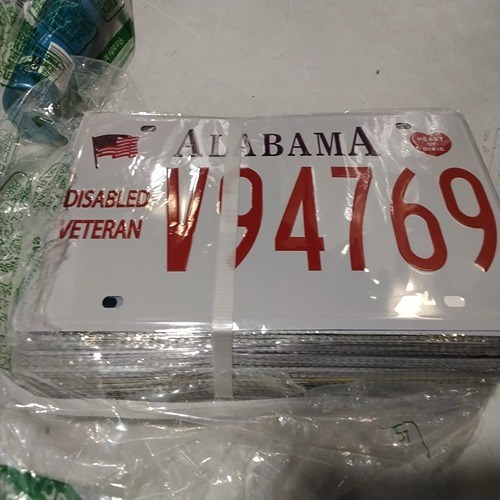 ALABAMA
HEART
OF
DIXIE
DISABLED
VETERAN
V94769